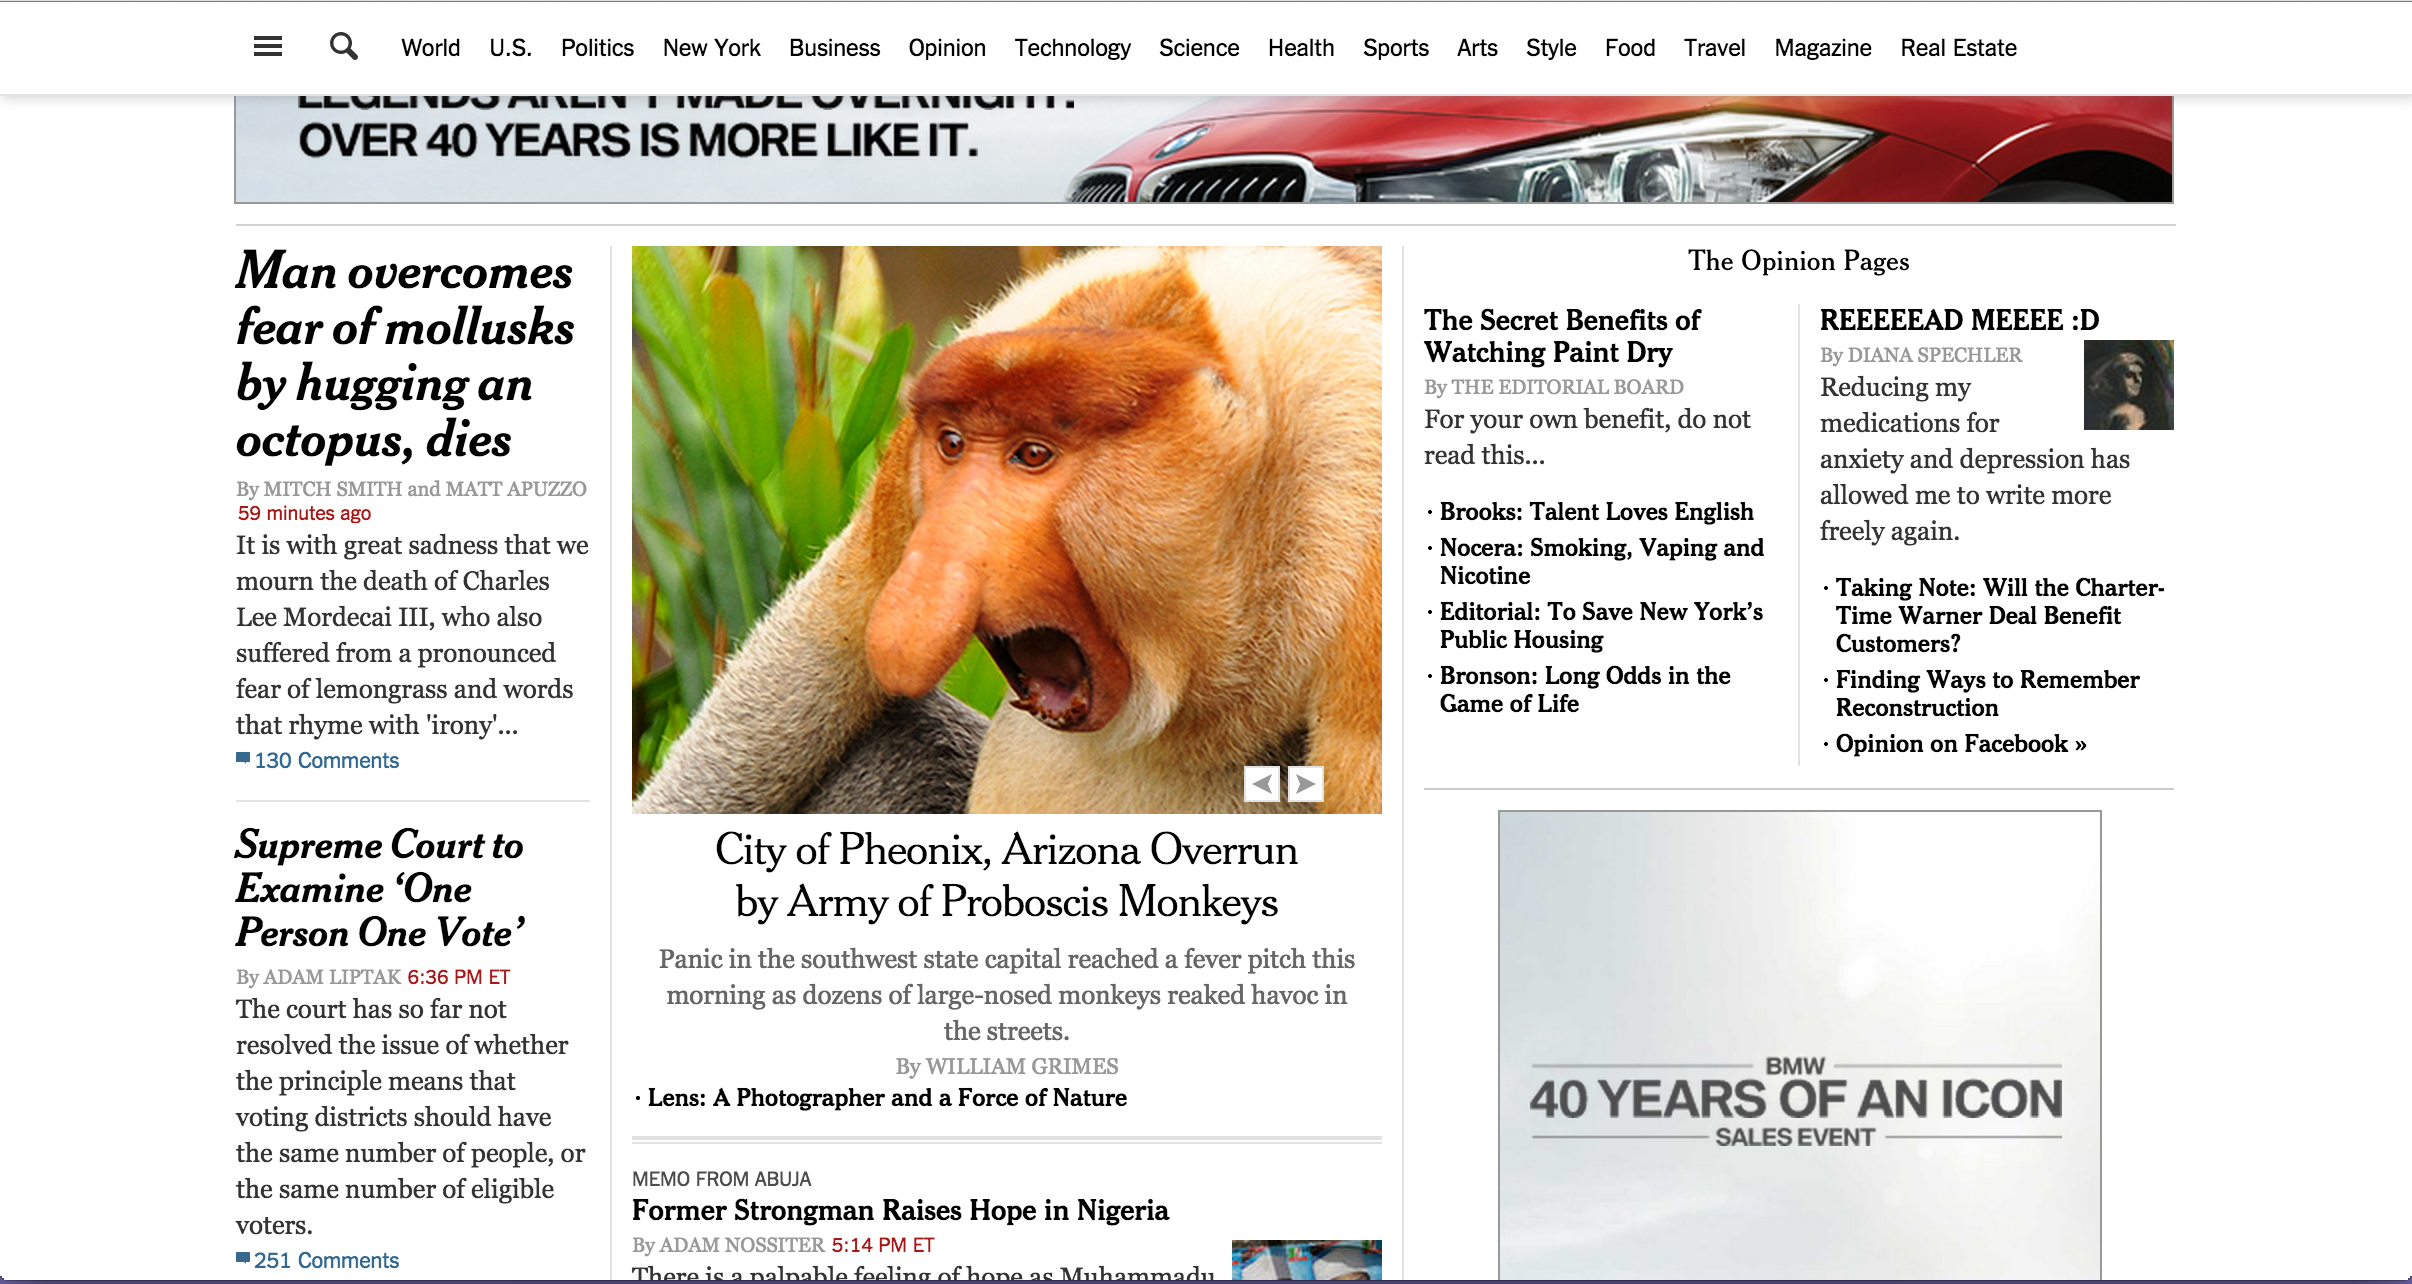 World U.S. Politics New York Business Opinion Technology Science Health Sports Arts Style Food Travel Magazine Real Estate
LEGENDS AREN'T MADE OVERNIGHT.
OVER 40 YEARS IS MORE LIKE IT.
Man overcomes
fear of mollusks
by hugging an
octopus, dies
By MITCH SMITH and MATT APUZZO
59 minutes ago
It is with great sadness that we
mourn the death of Charles
Lee Mordecai III, who also
suffered from a pronounced
fear of lemongrass and words
that rhyme with 'irony'...
130 Comments
Supreme Court to
Examine ‘One
Person One Vote’
By ADAM LIPTAK 6:36 PM ET
The court has so far not
resolved the issue of whether
the principle means that
voting districts should have
the same number of people, or
the same number of eligible
voters.
251 Comments
City of Pheonix, Arizona Overrun
by Army of Proboscis Monkeys
Panic in the southwest state capital reached a fever pitch this
morning as dozens of large-nosed monkeys reaked havoc in
the streets.
By WILLIAM GRIMES
· Lens: A Photographer and a Force of Nature
MEMO FROM ABUJA
Former Strongman Raises Hope in Nigeria
By ADAM NOSSITER 5:14 PM ET
There is a palpable feeling of hope as Muhammadu
The Opinion Pages
The Secret Benefits of
Watching Paint Dry
By THE EDITORIAL BOARD
For your own benefit, do not
read this...
· Brooks: Talent Loves English
· Nocera: Smoking, Vaping and
Nicotine
· Editorial: To Save New York’s
Public Housing
· Bronson: Long Odds in the
Game of Life
REEEEEAD MEEEE :D
By DIANA SPECHLER
Reducing my
medications for
anxiety and depression has
allowed me to write more
freely again.
· Taking Note: Will the Charter-
Time Warner Deal Benefit
Customers?
· Finding Ways to Remember
Reconstruction
· Opinion on Facebook »
BMW
40 YEARS OF AN ICON
SALES EVENT